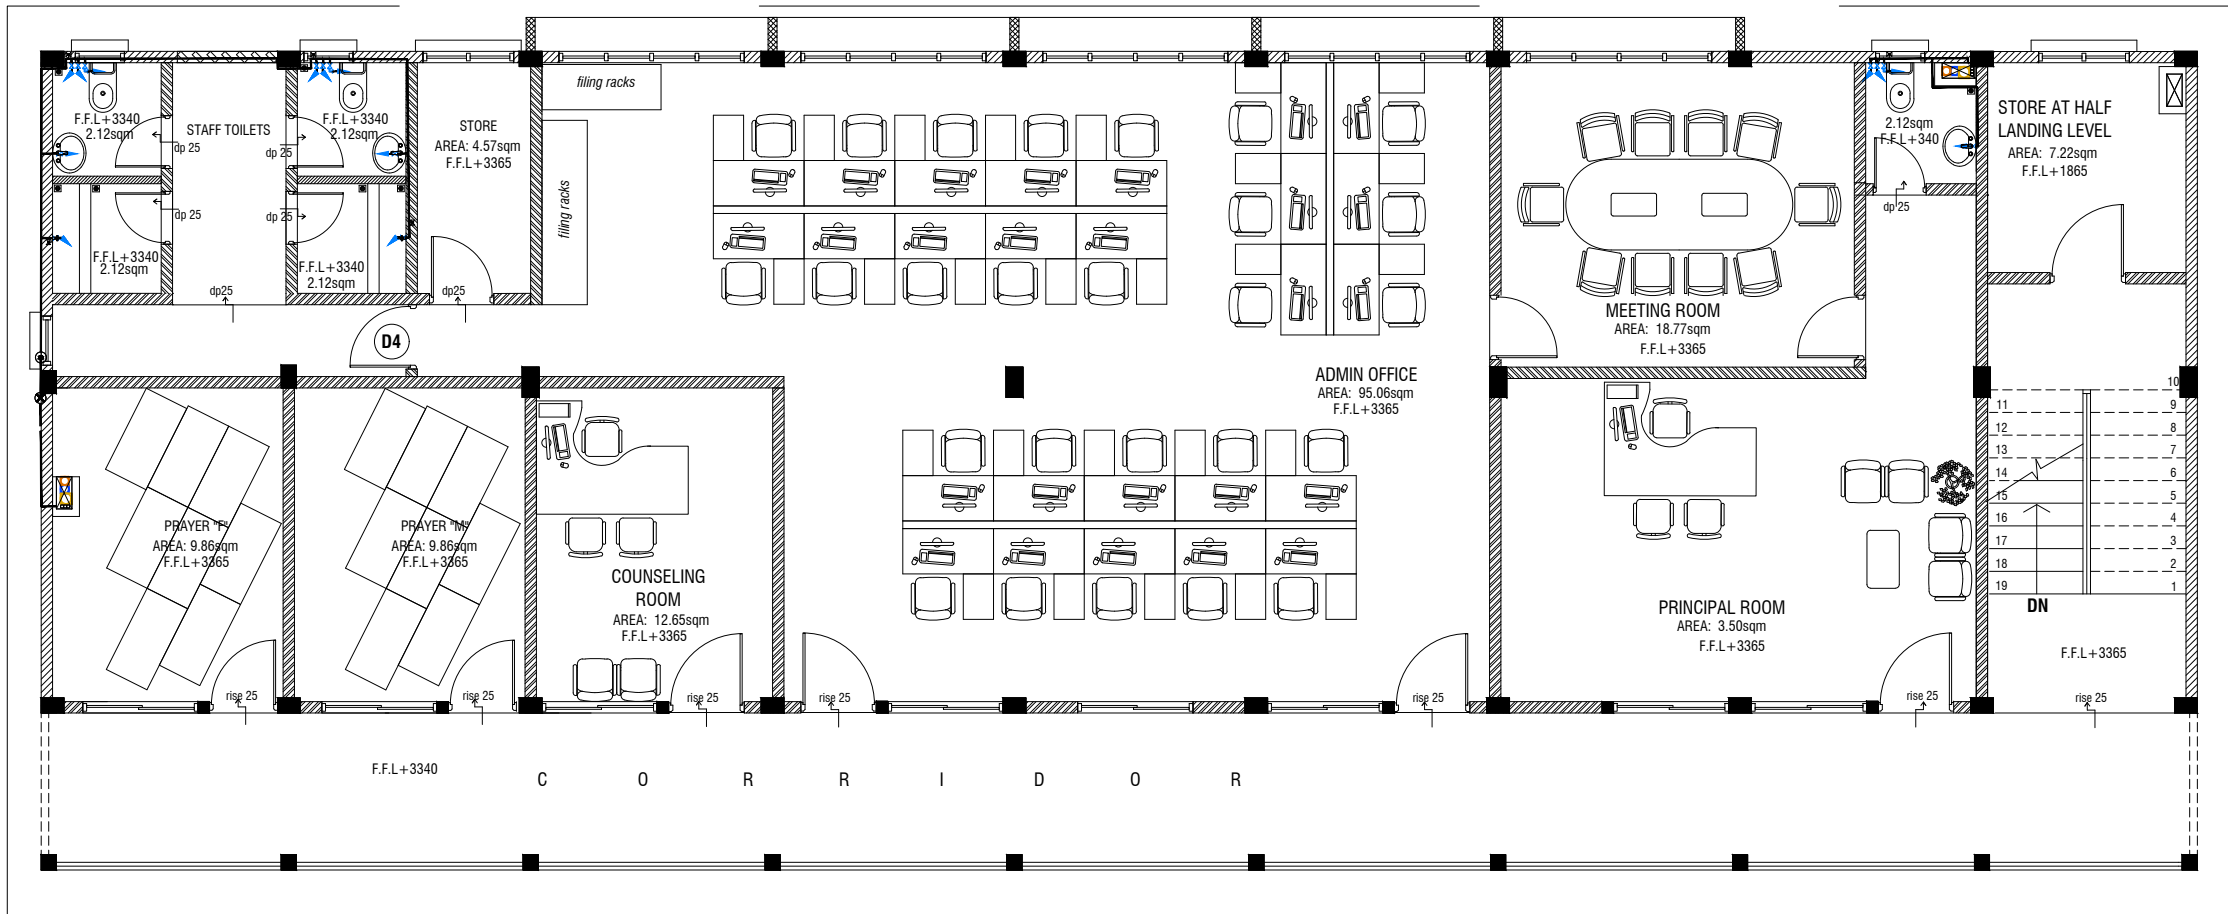 filing racks
filing racks
F.F.L+3340
2.12sqm
dp 25
STAFF TOILETS
F.F.L+3340
2.12sqm
dp 25
STORE
AREA: 4.57sqm
F.F.L+3365
dp 25
F.F.L+3340
2.12sqm
dp 25
F.F.L+3340
2.12sqm
dp25
dp25
D4
MEETING ROOM
AREA: 18.77sqm
F.F.L+3365
2.12sqm
F.F.L+340
dp 25
STORE AT HALF
LANDING LEVEL
AREA: 7.22sqm
F.F.L+1865
ADMIN OFFICE
AREA: 95.06sqm
F.F.L+3365
PRAYER "F"
AREA: 9.86sqm
F.F.L+3365
PRAYER "M"
AREA: 9.86sqm
F.F.L+3365
COUNSELING
ROOM
AREA: 12.65sqm
F.F.L+3365
PRINCIPAL ROOM
AREA: 3.50sqm
F.F.L+3365
10
11 9
12 8
13 7
14 6
15 5
16 4
17 3
18 2
19 1
DN
F.F.L+3365
rise 25
rise 25
rise 25
rise 25
rise 25
rise 25
rise 25
F.F.L+3340
C O R R I D O R